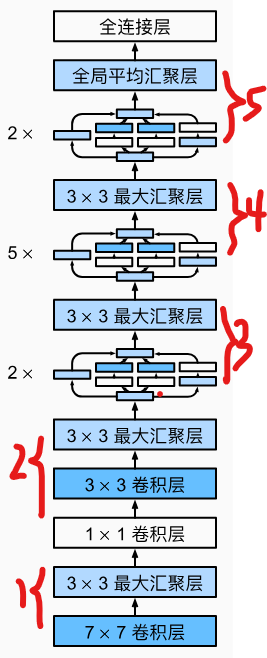 全连接层
全局平均汇聚层
5
2 ×
3 × 3 最大汇聚层
4
5 ×
3 × 3 最大汇聚层
3
2 ×
3 × 3 最大汇聚层
2
3 × 3 卷积层
1 × 1 卷积层
3 × 3 最大汇聚层
1
7 × 7 卷积层